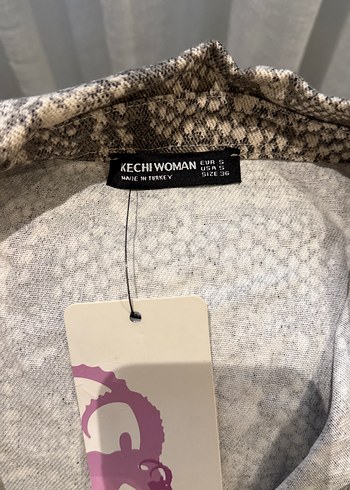 KECHI WOMAN
MADE IN TURKEY
EUR S
USA S
SIZE 36